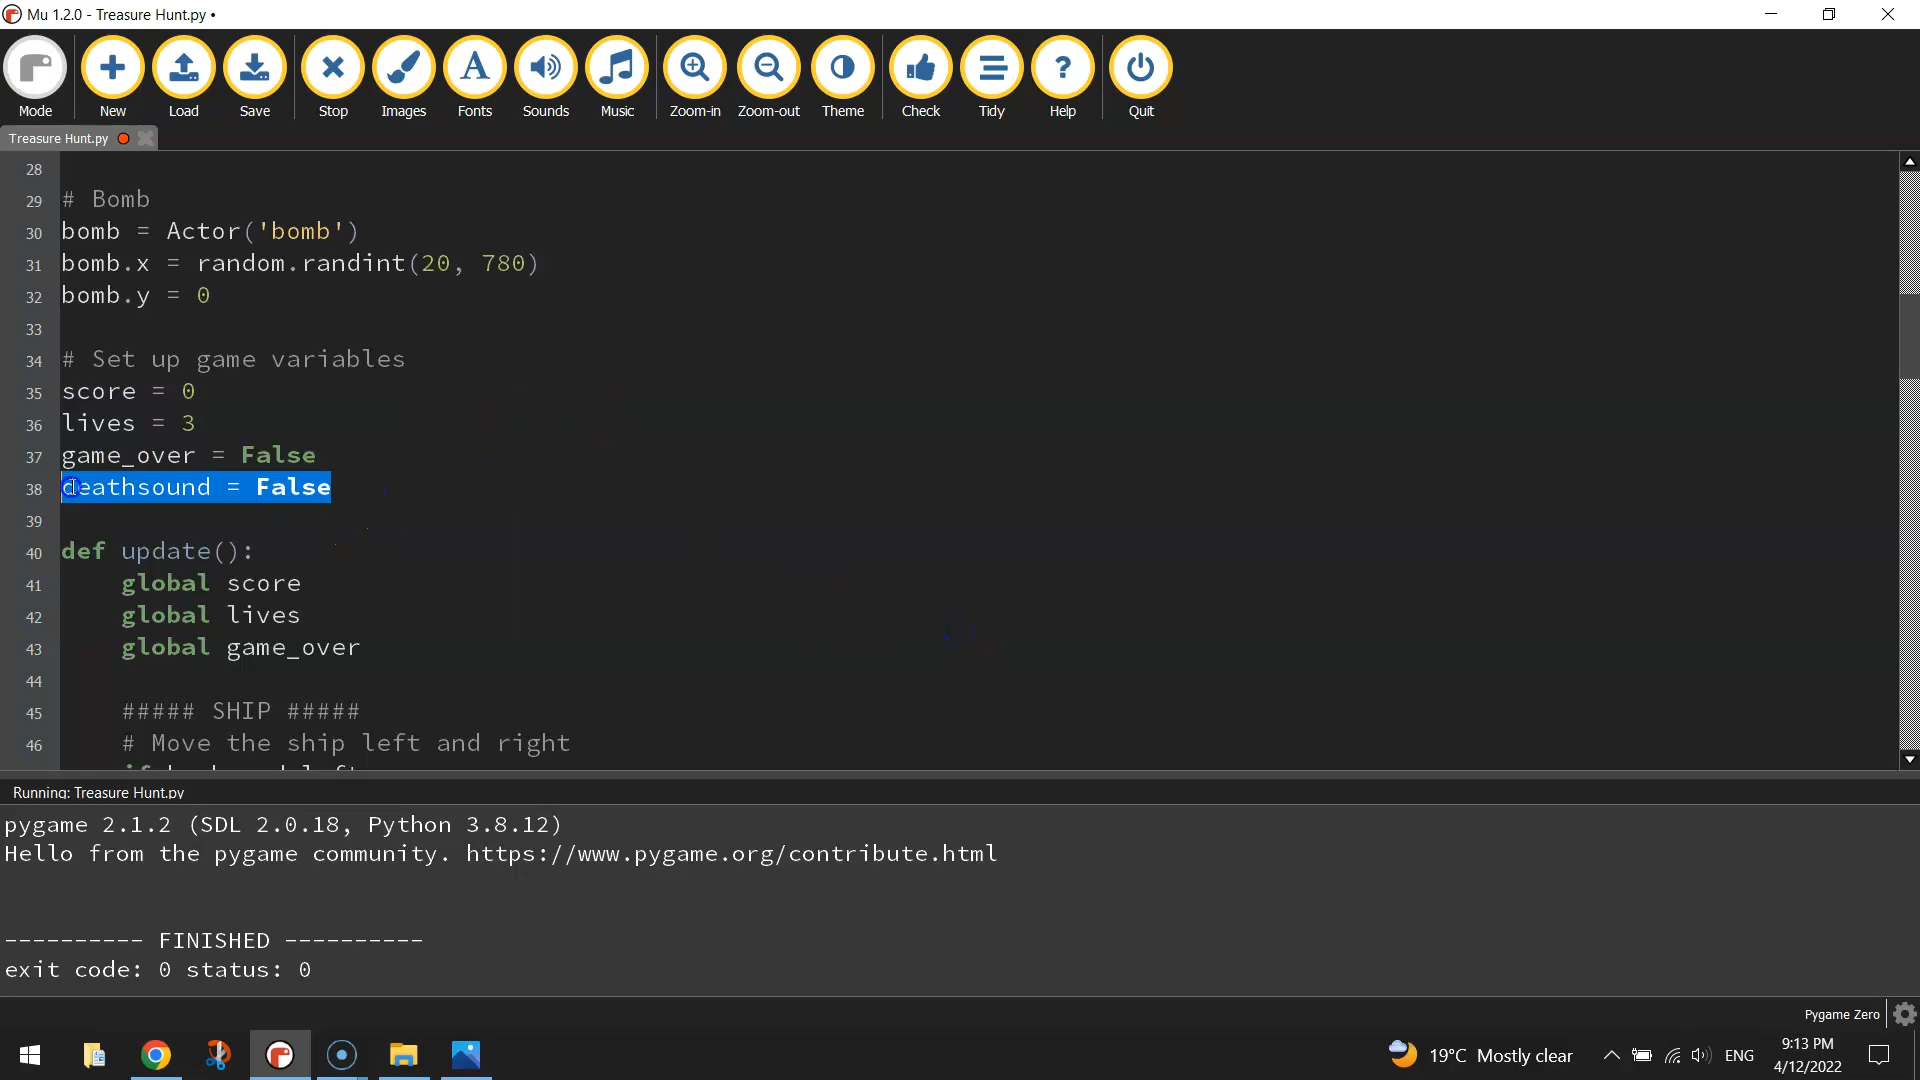 Mu 1.2.0 - Treasure Hunt.py •
Mode New Load Save Stop Images Fonts Sounds Music Zoom-in Zoom-out Theme Check Tidy Help Quit
Treasure Hunt.py
28
29 # Bomb
30 bomb = Actor('bomb')
31 bomb.x = random.randint(20, 780)
32 bomb.y = 0
33
34 # Set up game variables
35 score = 0
36 lives = 3
37 game_over = False
38 deathsound = False
39
40 def update():
41 global score
42 global lives
43 global game_over
44
45 ##### SHIP #####
46 # Move the ship left and right
Running: Treasure Hunt.py
pygame 2.1.2 (SDL 2.0.18, Python 3.8.12)
Hello from the pygame community. https://www.pygame.org/contribute.html
---------- FINISHED ----------
exit code: 0 status: 0
Pygame Zero
19°C Mostly clear ENG 9:13 PM
4/12/2022